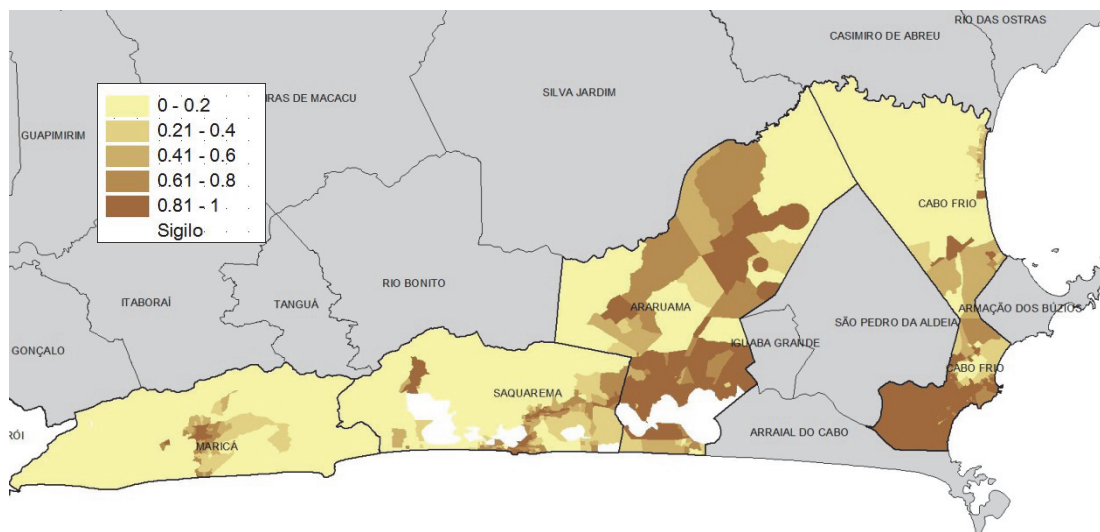 RIO DAS OSTRAS
CASIMIRO DE ABREU
SILVA JARDIM
IRAS DE MACACU
GUAPIMIRIM
0 - 0.2
0.21 - 0.4
0.41 - 0.6
0.61 - 0.8
0.81 - 1
Sigilo
CABO FRIO
ITABORAÍ
TANGUÁ
RIO BONITO
ARARUAMA
ARMAÇÃO DOS BÚZIOS
SÃO PEDRO DA ALDEIA
IGUABA GRANDE
GONÇALO
CABO FRIO
SAQUAREMA
ARRAIAL DO CABO
RÓI
MARICÁ